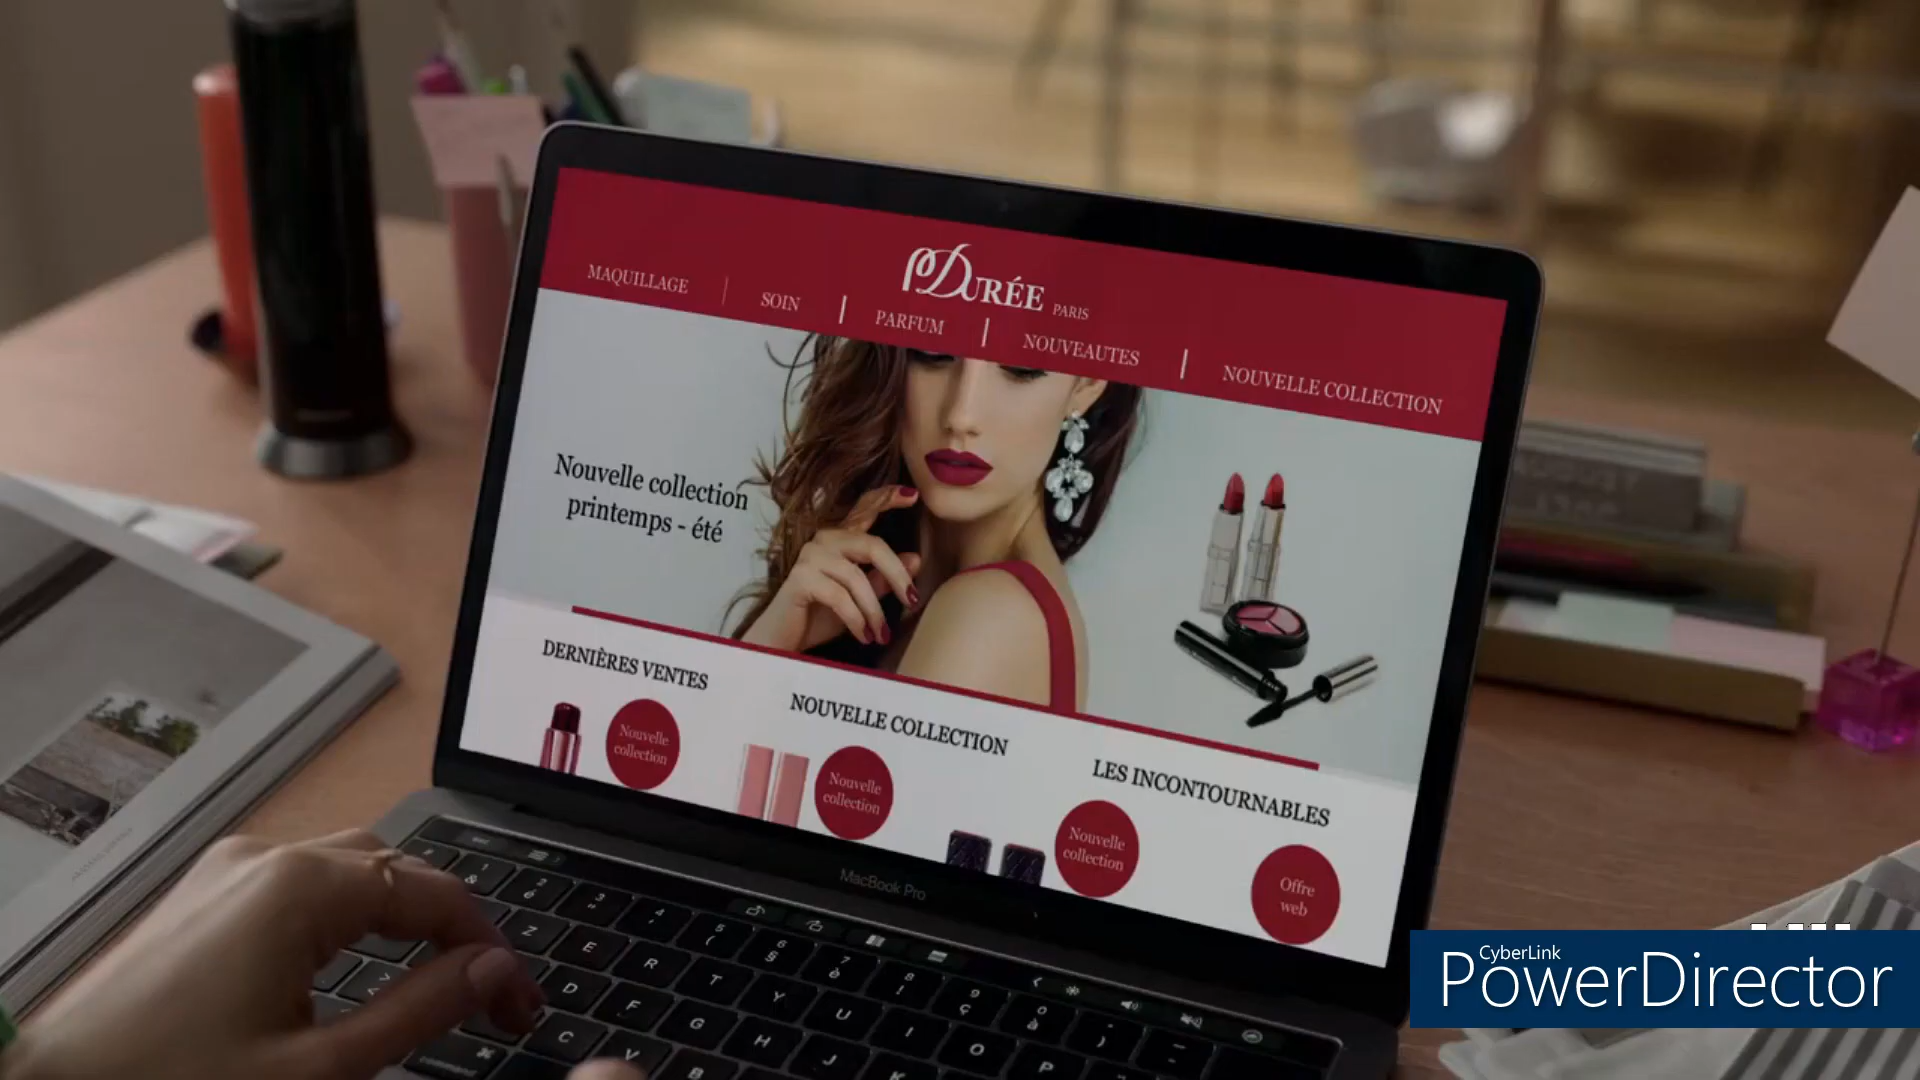 PDURÉE PARIS
MAQUILLAGE
SOIN
PARFUM
NOUVEAUTES
NOUVELLE COLLECTION
Nouvelle collection
printemps - été
DERNIÈRES VENTES
NOUVELLE COLLECTION
LES INCONTOURNABLES
Nouvelle
collection
Nouvelle
collection
Nouvelle
collection
Offre
web
MacBook Pro
Z E R T Y U I O P
D F G H J K
C V B
command
CyberLink
PowerDirector